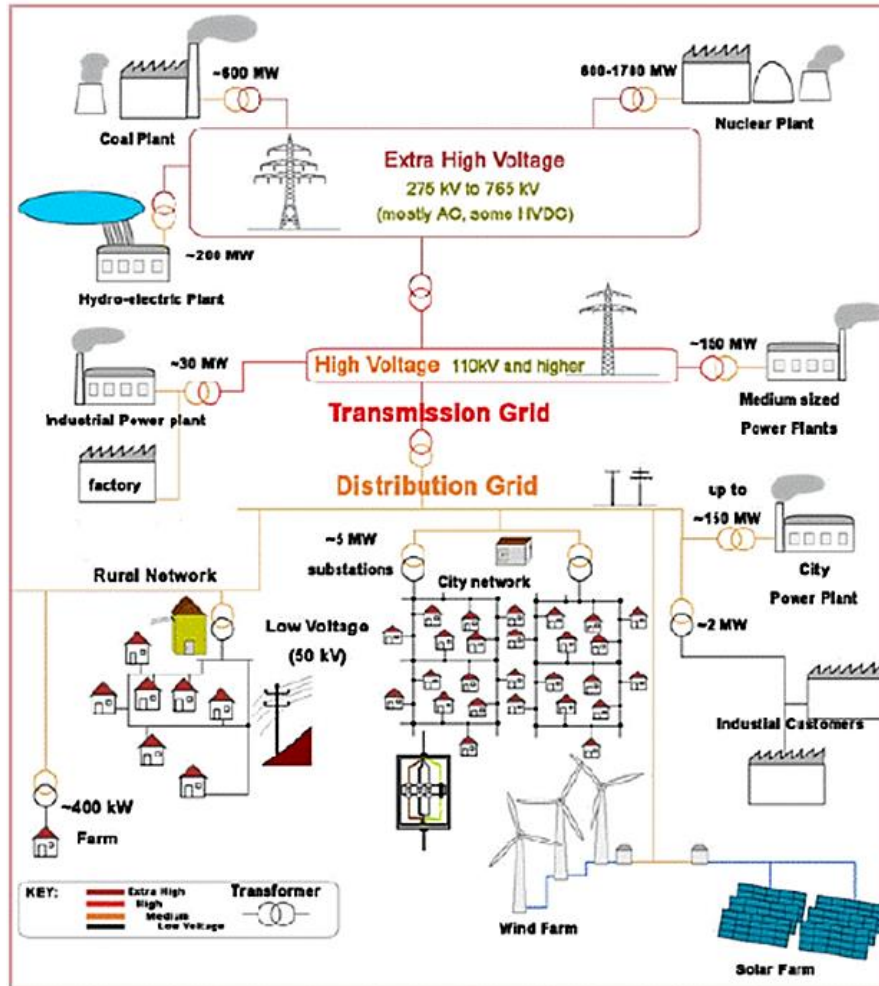 ~600 MW
600-1700 MW
Coal Plant
Nuclear Plant
Extra High Voltage
275 kV to 765 kV
(mostly AC, some HVDC)
~200 MW
Hydro-electric Plant
~30 MW
High Voltage 110kV and higher
~150 MW
Industrial Power plant
Medium sized
Power Plants
Transmission Grid
factory
Distribution Grid
up to
~150 MW
~5 MW
substations
Rural Network
City network
City
Power Plant
Low Voltage
(50 kV)
~2 MW
Industial Customers
~400 kW
Farm
KEY:
Extra High
High
Medium
Low Voltage
Transformer
Wind Farm
Solar Farm